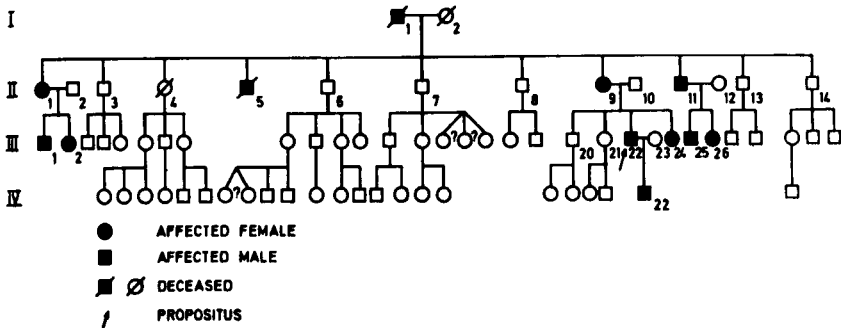 I
1 2
II
1 2 3 4 5 6 7 8 9 10 11 12 13 14
? ?
III
1 2 20 21 22 23 24 25 26
?
IV
22
AFFECTED FEMALE
AFFECTED MALE
DECEASED
PROPOSITUS